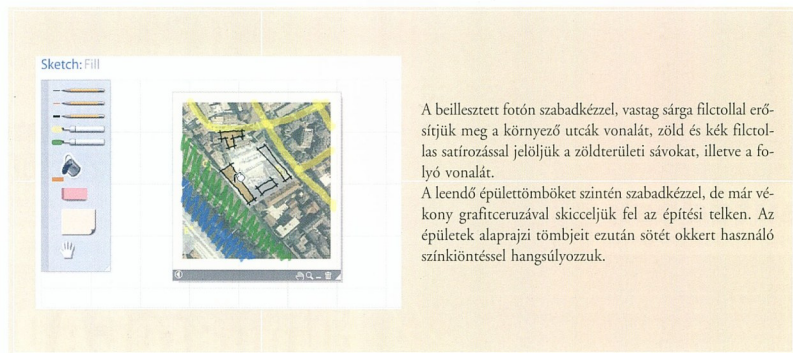 Sketch: Fill
A beillesztett fotón szabadkézzel, vastag sárga filctollal erő-
sítjük meg a környező utcák vonalát, zöld és kék filctol-
las satírozással jelöljük a zöldterületi sávokat, illetve a fo-
lyó vonalát.
A leendő épülettömböket szintén szabadkézzel, de már vé-
kony grafitceruzával skicceljük fel az építési telken. Az
épületek alaprajzi tömbjeit ezután sötét okkert használó
színkiöntéssel hangsúlyozzuk.